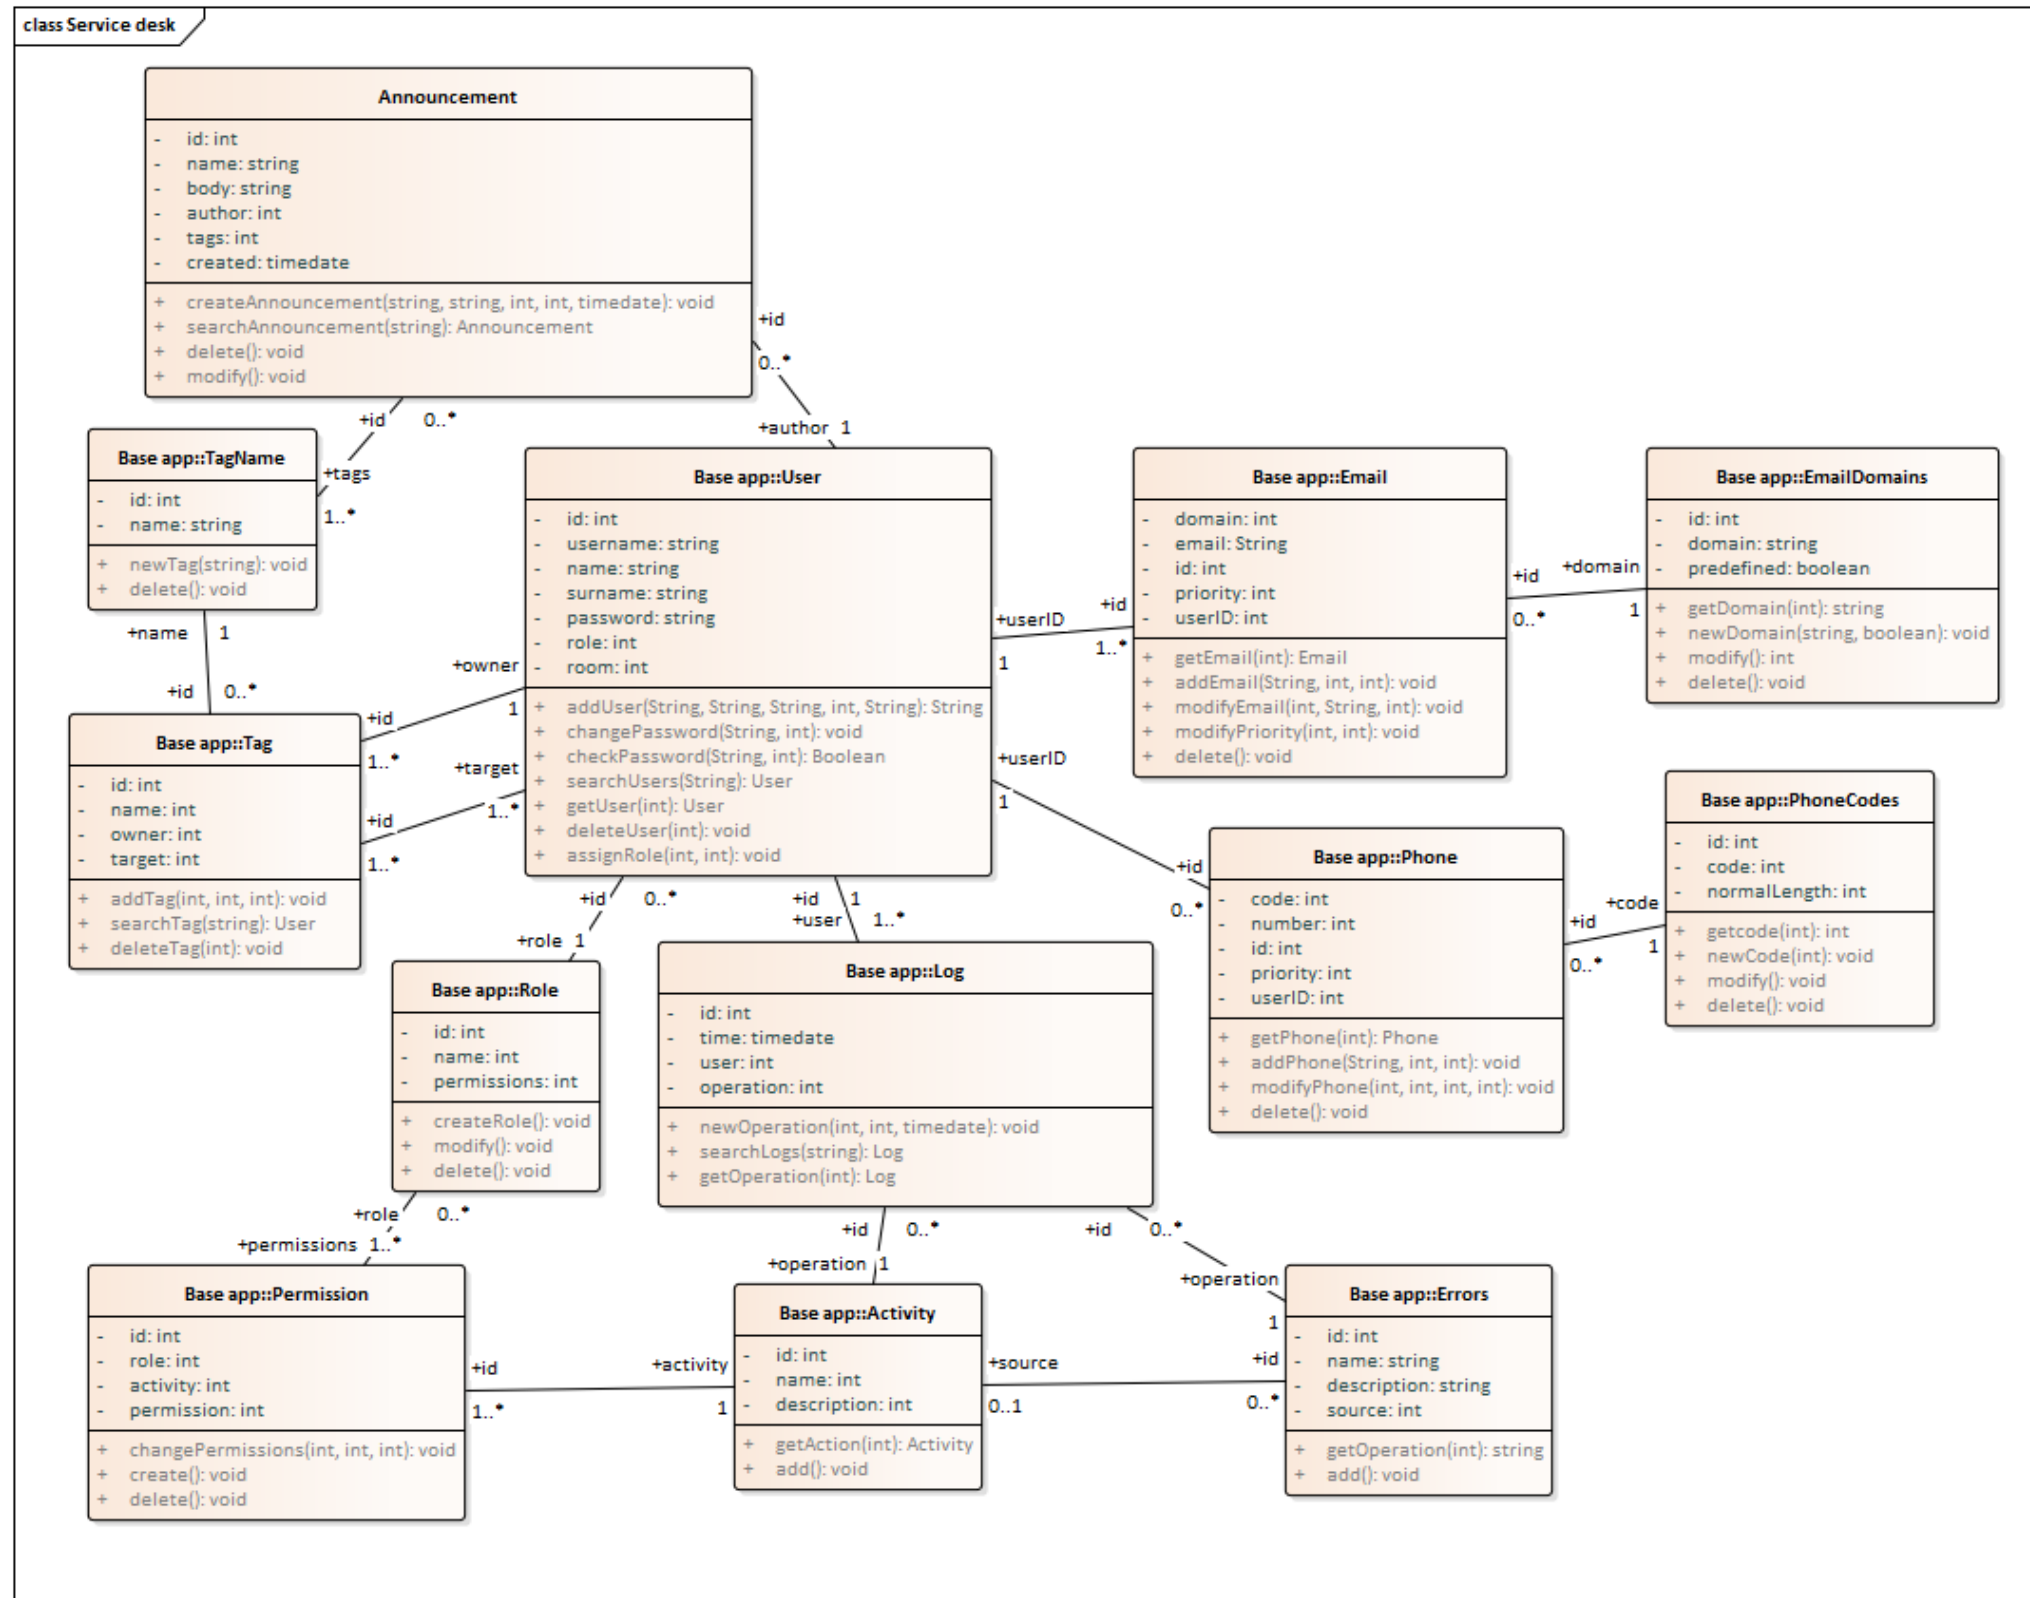 class Service desk
Announcement
- id: int
- name: string
- body: string
- author: int
- tags: int
- created: timedate
+ createAnnouncement(string, string, int, int, timedate): void
+ searchAnnouncement(string): Announcement
+ delete(): void
+ modify(): void
+id
0..*
+author 1
+id 0..*
+tags
1..*
Base app::TagName
- id: int
- name: string
+ newTag(string): void
+ delete(): void
+name 1
+id 0..*
Base app::Tag
- id: int
- name: int
- owner: int
- target: int
+ addTag(int, int, int): void
+ searchTag(string): User
+ deleteTag(int): void
+owner
1
+id
1..*
+target
1..*
+id
1..*
Base app::User
- id: int
- username: string
- name: string
- surname: string
- password: string
- role: int
- room: int
+ addUser(String, String, String, int, String): String
+ changePassword(String, int): void
+ checkPassword(String, int): Boolean
+ searchUsers(String): User
+ getUser(int): User
+ deleteUser(int): void
+ assignRole(int, int): void
+userID
1
+id
1..*
Base app::Email
- domain: int
- email: String
- id: int
- priority: int
- userID: int
+ getEmail(int): Email
+ addEmail(String, int, int): void
+ modifyEmail(int, String, int): void
+ modifyPriority(int, int): void
+ delete(): void
+id
0..*
+domain
1
Base app::EmailDomains
- id: int
- domain: string
- predefined: boolean
+ getDomain(int): string
+ newDomain(string, boolean): void
+ modify(): int
+ delete(): void
+userID
1
+id
0..*
Base app::Phone
- code: int
- number: int
- id: int
- priority: int
- userID: int
+ getPhone(int): Phone
+ addPhone(String, int, int): void
+ modifyPhone(int, int, int, int): void
+ delete(): void
+id
0..*
+code
1
Base app::PhoneCodes
- id: int
- code: int
- normalLength: int
+ getcode(int): int
+ newCode(int): void
+ modify(): void
+ delete(): void
+id 0..*
+role 1
Base app::Role
- id: int
- name: int
- permissions: int
+ createRole(): void
+ modify(): void
+ delete(): void
+id 1
+user 1..*
Base app::Log
- id: int
- time: timedate
- user: int
- operation: int
+ newOperation(int, int, timedate): void
+ searchLogs(string): Log
+ getOperation(int): Log
+role 0..*
+permissions 1..*
Base app::Permission
- id: int
- role: int
- activity: int
- permission: int
+ changePermissions(int, int, int): void
+ create(): void
+ delete(): void
+id
1..*
+activity
1
+id 0..*
+operation 1
Base app::Activity
- id: int
- name: int
- description: int
+ getAction(int): Activity
+ add(): void
+id 0..*
+operation
1
+source
0..1
+id
0..*
Base app::Errors
- id: int
- name: string
- description: string
- source: int
+ getOperation(int): string
+ add(): void